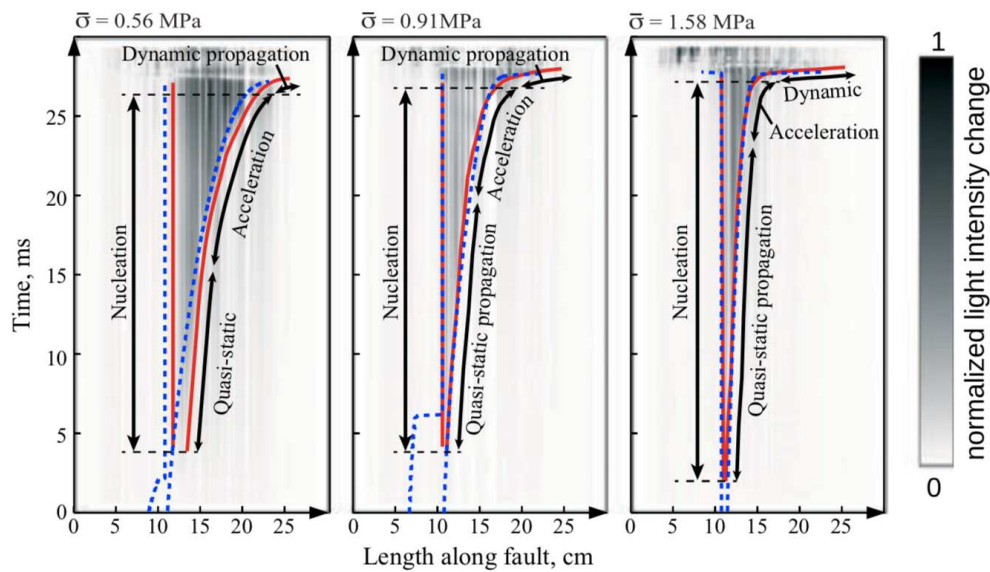 σ̄ = 0.56 MPa
σ̄ = 0.91MPa
σ̄ = 1.58 MPa
1
Dynamic propagation
Dynamic propagation
Dynamic
Acceleration
Acceleration
Acceleration
Nucleation
Nucleation
Nucleation
Quasi-static
Quasi-static propagation
Quasi-static propagation
Time, ms
25
20
15
10
5
0
0 5 10 15 20 25
0 5 10 15 20 25
0 5 10 15 20 25
Length along fault, cm
normalized light intensity change
0